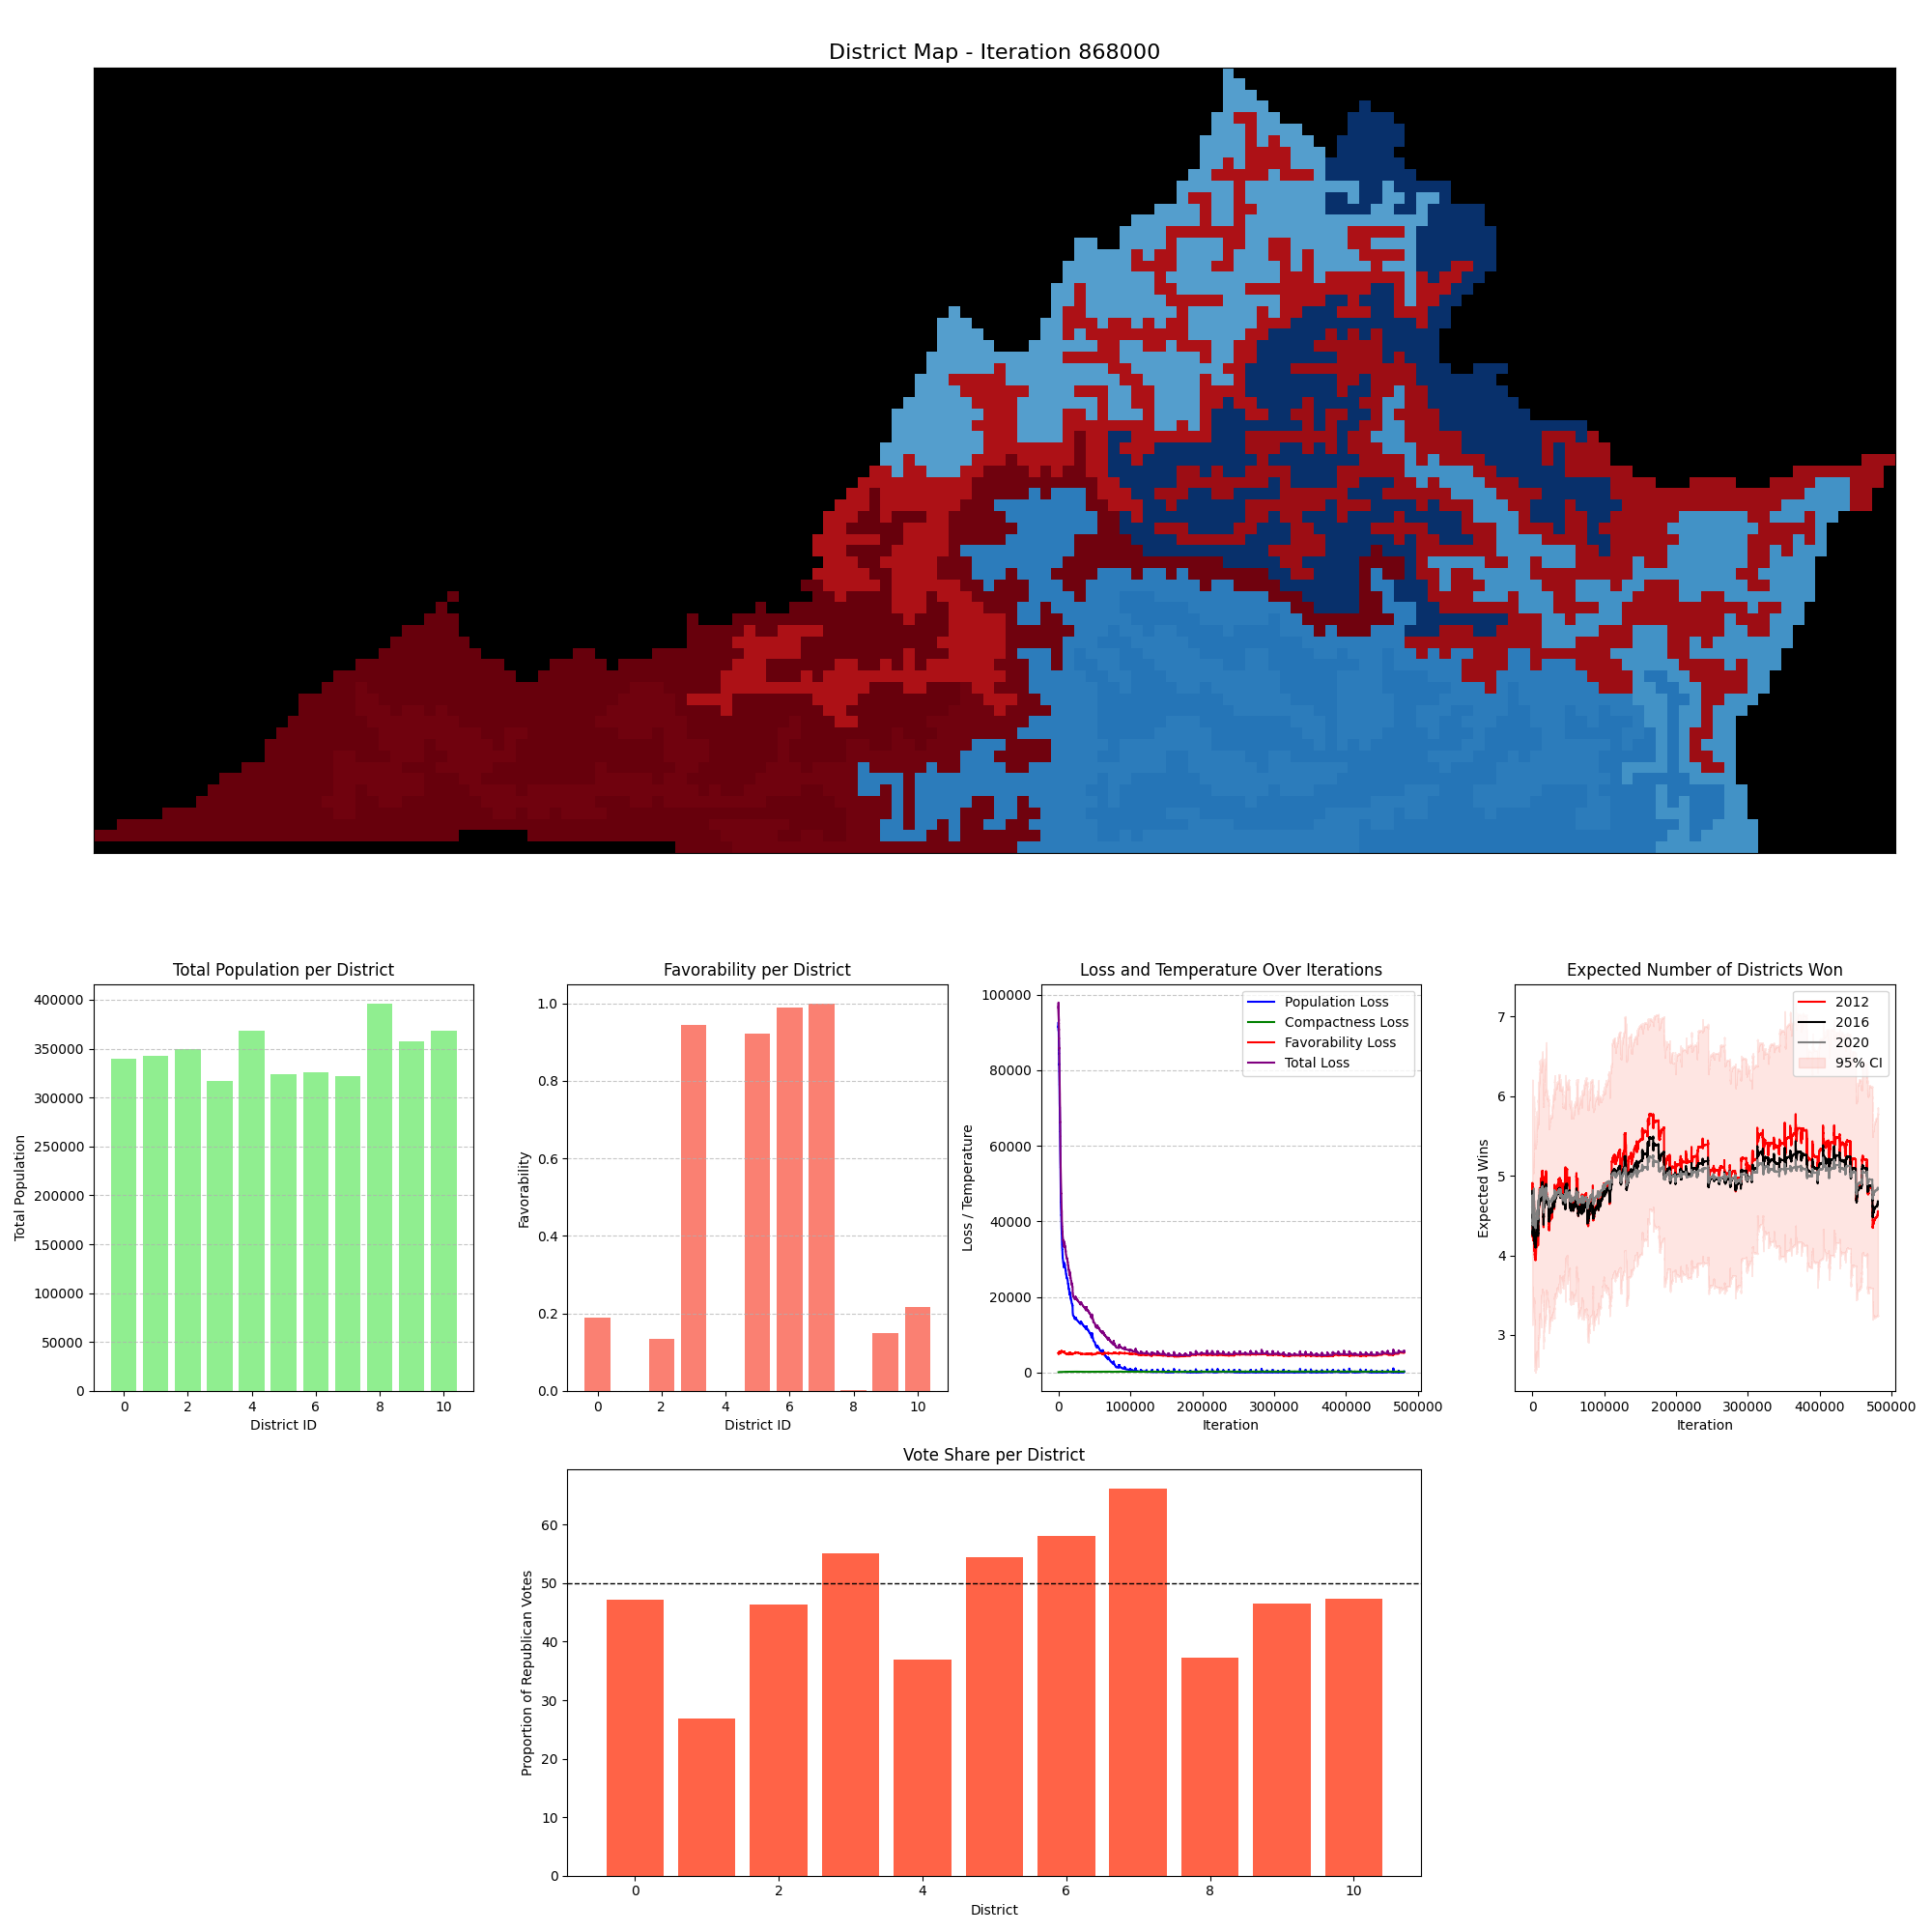 District Map - Iteration 868000
Total Population per District
Total Population
400000
350000
300000
250000
200000
150000
100000
50000
0
0 2 4 6 8 10
District ID
Favorability per District
Favorability
1.0
0.8
0.6
0.4
0.2
0.0
0 2 4 6 8 10
District ID
Loss and Temperature Over Iterations
Loss / Temperature
100000
80000
60000
40000
20000
0
Population Loss
Compactness Loss
Favorability Loss
Total Loss
0 100000 200000 300000 400000 500000
Iteration
Expected Number of Districts Won
Expected Wins
7
6
5
4
3
2012
2016
2020
95% CI
0 100000 200000 300000 400000 500000
Iteration
Vote Share per District
Proportion of Republican Votes
60
50
40
30
20
10
0
0 2 4 6 8 10
District